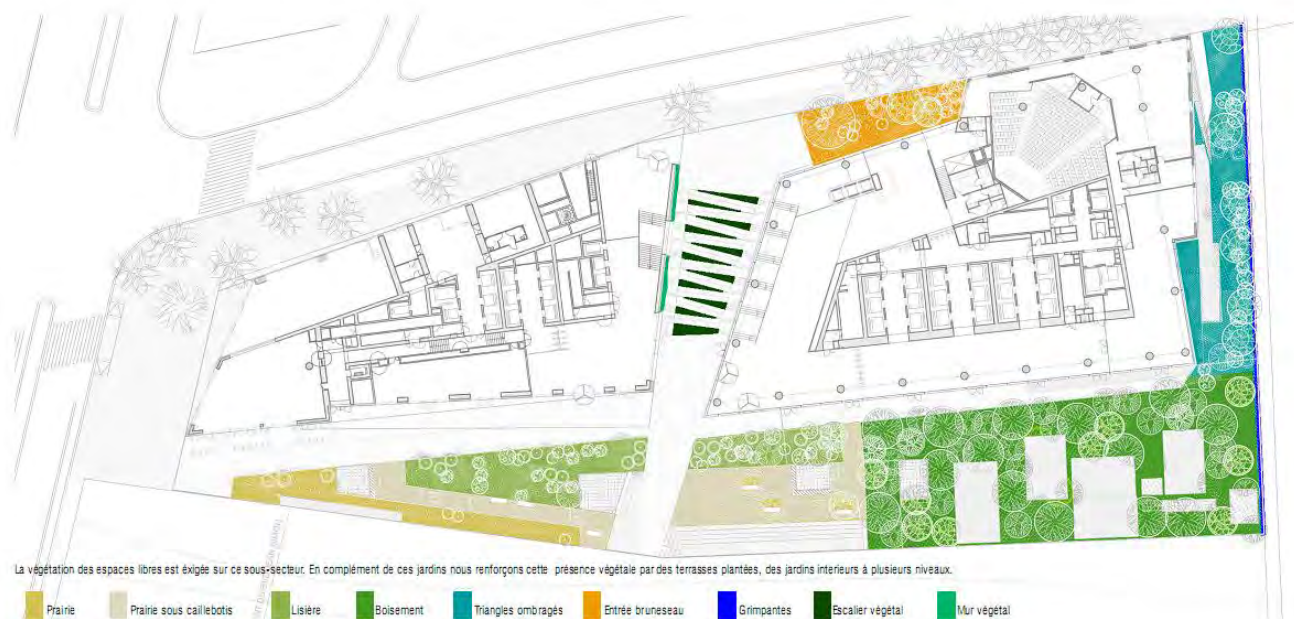 La végétation des espaces libres est éxigée sur ce sous-secteur. En complément de ces jardins nous renforçons cette présence végétale par des terrasses plantées, des jardins interieurs à plusieurs niveaux.
Prairie
Prairie sous caillebotis
Lisière
Boisement
Triangles ombragés
Entrée bruneseau
Grimpantes
Escalier végétal
Mur végétal